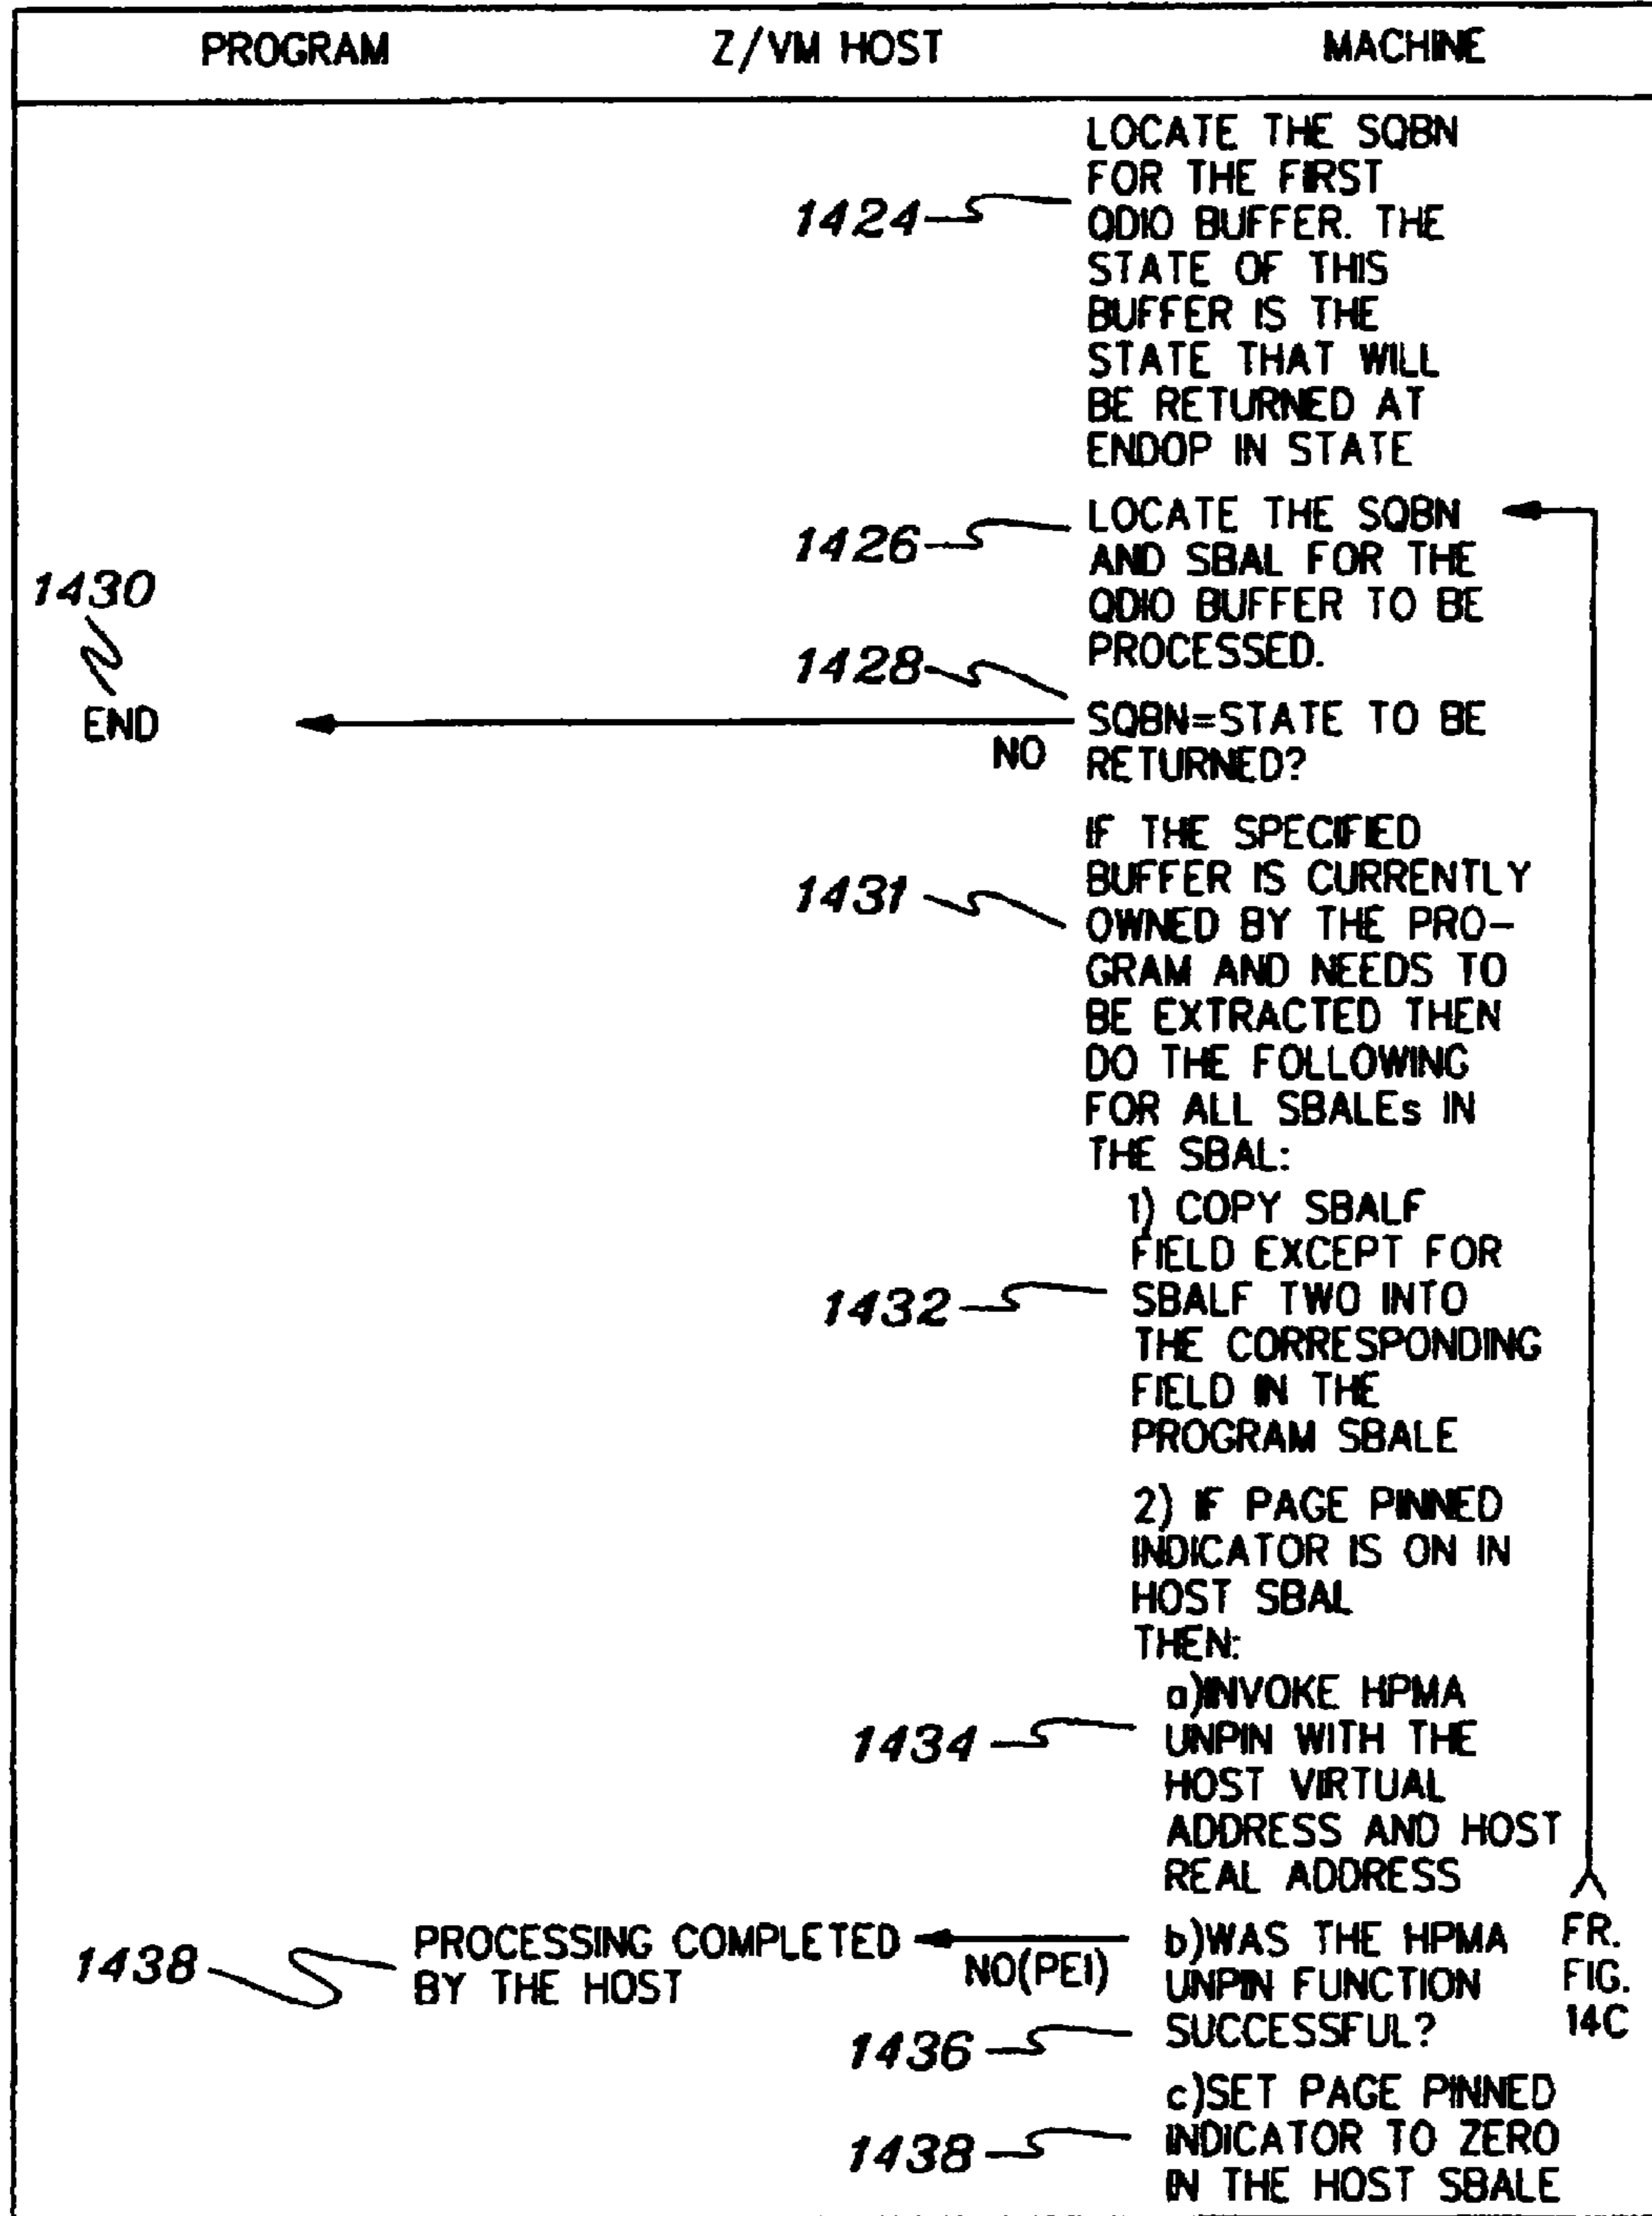 PROGRAM Z/VM HOST MACHINE
1424
LOCATE THE SQBN
FOR THE FIRST
QDIO BUFFER. THE
STATE OF THIS
BUFFER IS THE
STATE THAT WILL
BE RETURNED AT
ENDOP IN STATE
1426
LOCATE THE SQBN
AND SBAL FOR THE
QDIO BUFFER TO BE
PROCESSED.
1430
END
1428
NO
SQBN=STATE TO BE
RETURNED?
1431
IF THE SPECIFIED
BUFFER IS CURRENTLY
OWNED BY THE PRO-
GRAM AND NEEDS TO
BE EXTRACTED THEN
DO THE FOLLOWING
FOR ALL SBALEs IN
THE SBAL:
1432
1) COPY SBALF
FIELD EXCEPT FOR
SBALF TWO INTO
THE CORRESPONDING
FIELD IN THE
PROGRAM SBALE
2) IF PAGE PINNED
INDICATOR IS ON IN
HOST SBAL
THEN:
1434
a)INVOKE HPMA
UNPIN WITH THE
HOST VIRTUAL
ADDRESS AND HOST
REAL ADDRESS
1438
PROCESSING COMPLETED
BY THE HOST
NO(PEI)
1436
b)WAS THE HPMA
UNPIN FUNCTION
SUCCESSFUL?
FR.
FIG.
14C
1438
c)SET PAGE PINNED
INDICATOR TO ZERO
IN THE HOST SBALE